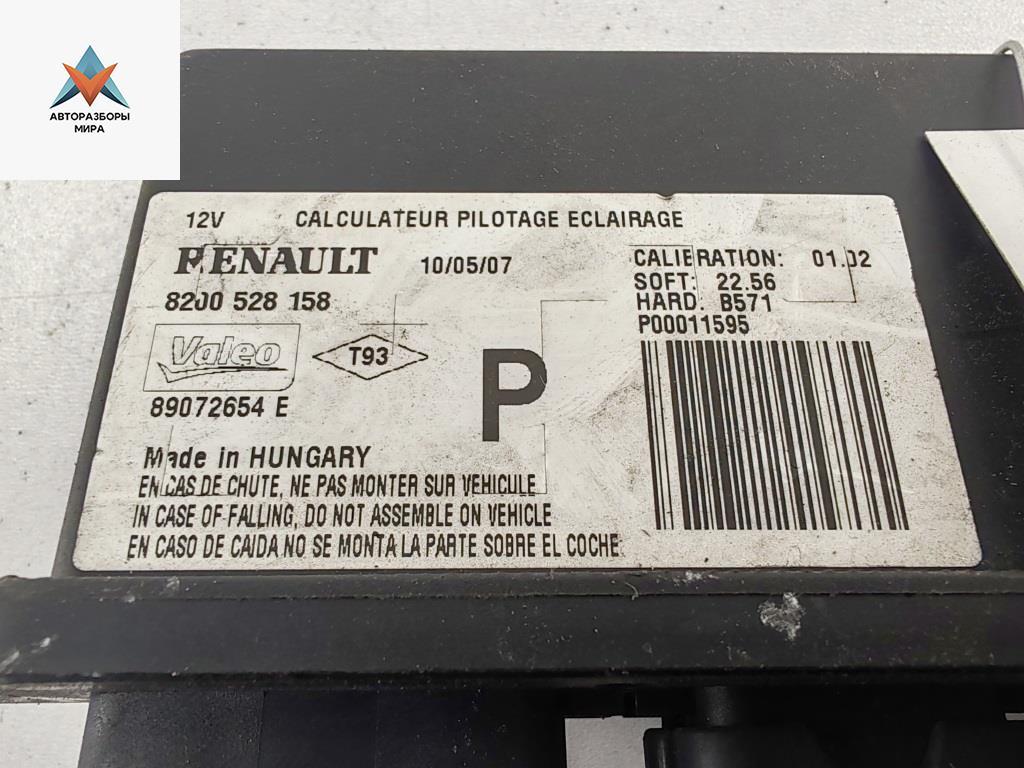 АВТОРАЗБОРЫ
МИРА
12V CALCULATEUR PILOTAGE ECLAIRAGE
RENAULT 10/05/07 CALIBRATION: 01.02
8200 528 158 SOFT: 22.56
HARD. B571
P00011595
Valeo T93 P
89072654 E
Made in HUNGARY
EN CAS DE CHUTE, NE PAS MONTER SUR VEHICULE
IN CASE OF FALLING, DO NOT ASSEMBLE ON VEHICLE
EN CASO DE CAIDA NO SE MONTA LA PARTE SOBRE EL COCHE